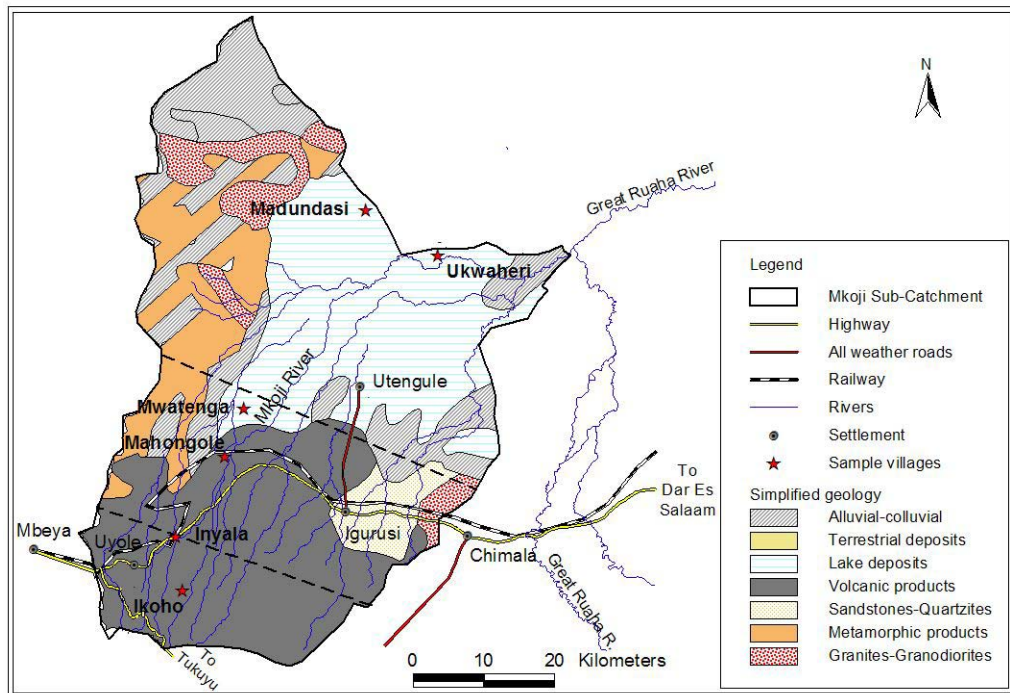 N
Great Ruaha River
Madundasi
Ukwaheri
Mkoji River
Utengule
Mwatenga
Mahongole
To
Dar Es
Salaam
Mbeya
Uyole
Inyala
Igurusi
Chimala
Great Ruaha R.
Ikoho
To
Tukuyu
0 10 20 Kilometers
Legend
Mkoji Sub-Catchment
Highway
All weather roads
Railway
Rivers
Settlement
Sample villages
Simplified geology
Alluvial-colluvial
Terrestrial deposits
Lake deposits
Volcanic products
Sandstones-Quartzites
Metamorphic products
Granites-Granodiorites